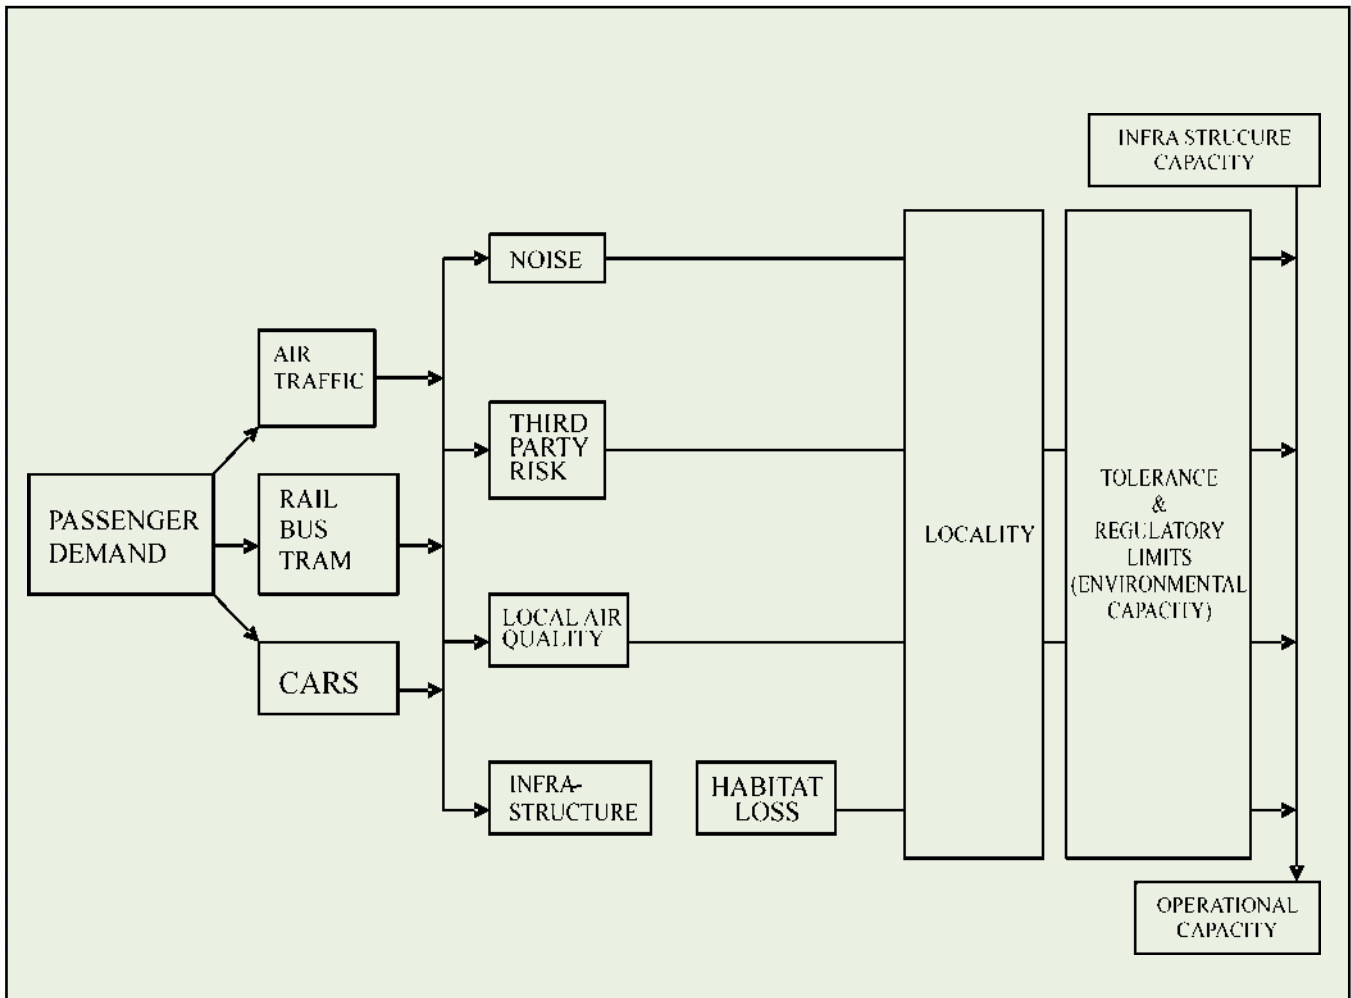 INFRA STRUCURE
CAPACITY
NOISE
AIR
TRAFFIC
THIRD
PARTY
RISK
PASSENGER
DEMAND
RAIL
BUS
TRAM
LOCALITY
TOLERANCE
&
REGULATORY
LIMITS
(ENVIRONMENTAL
CAPACITY)
LOCAL AIR
QUALITY
CARS
INFRA-
STRUCTURE
HABITAT
LOSS
OPERATIONAL
CAPACITY